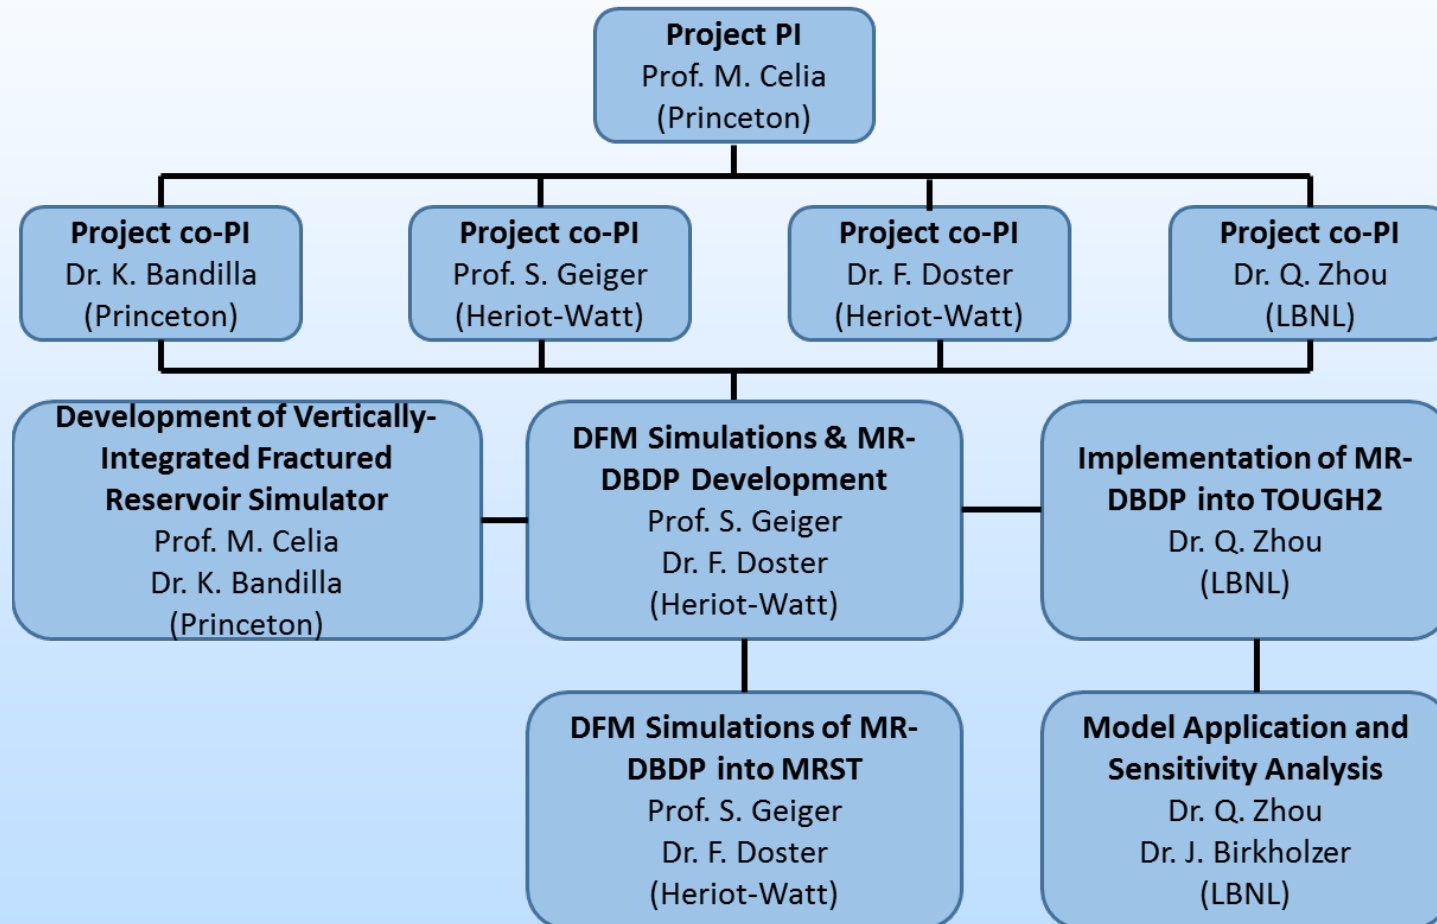 Project PI
Prof. M. Celia
(Princeton)
Project co-PI
Dr. K. Bandilla
(Princeton)
Project co-PI
Prof. S. Geiger
(Heriot-Watt)
Project co-PI
Dr. F. Doster
(Heriot-Watt)
Project co-PI
Dr. Q. Zhou
(LBNL)
Development of Vertically-
Integrated Fractured
Reservoir Simulator
Prof. M. Celia
Dr. K. Bandilla
(Princeton)
DFM Simulations & MR-
DBDP Development
Prof. S. Geiger
Dr. F. Doster
(Heriot-Watt)
Implementation of MR-
DBDP into TOUGH2
Dr. Q. Zhou
(LBNL)
DFM Simulations of MR-
DBDP into MRST
Prof. S. Geiger
Dr. F. Doster
(Heriot-Watt)
Model Application and
Sensitivity Analysis
Dr. Q. Zhou
Dr. J. Birkholzer
(LBNL)